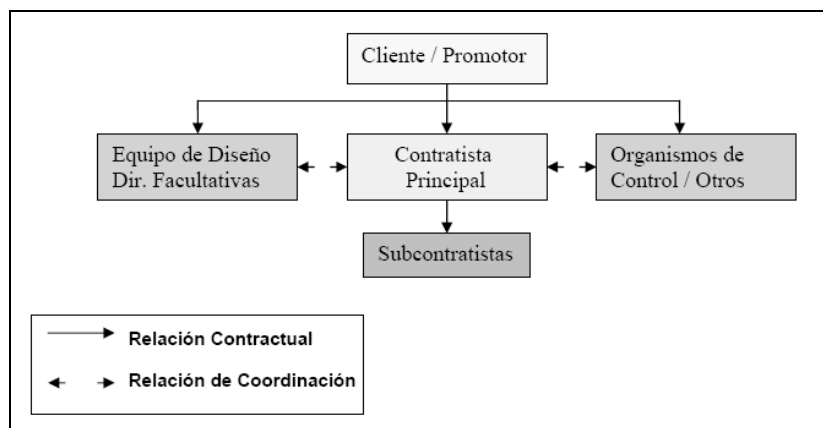 Cliente / Promotor
Equipo de Diseño
Dir. Facultativas
Contratista
Principal
Organismos de
Control / Otros
Subcontratistas
Relación Contractual
Relación de Coordinación